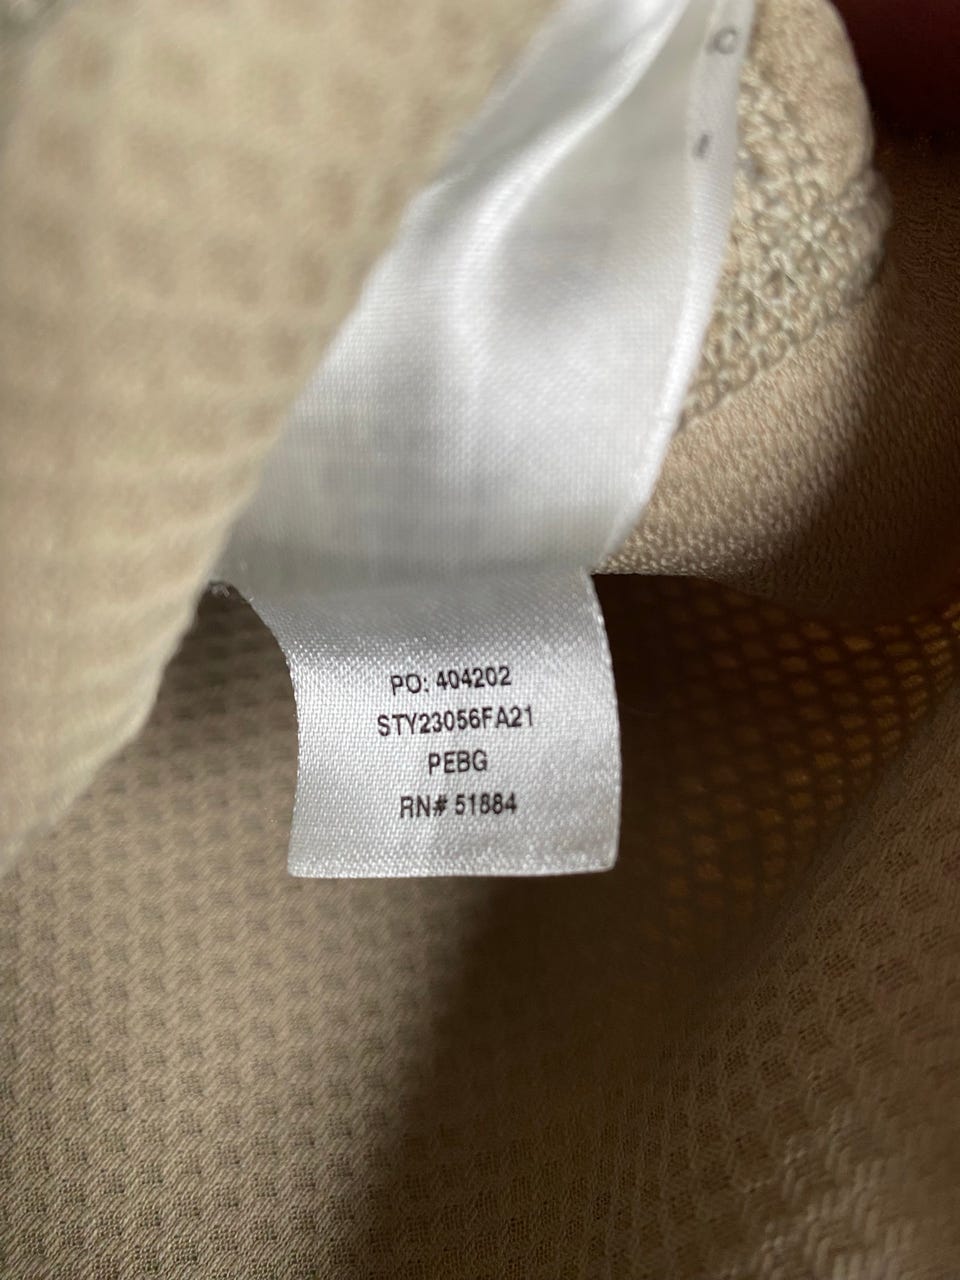 PO: 404202
STY23056FA21
PEBG
RN# 51884